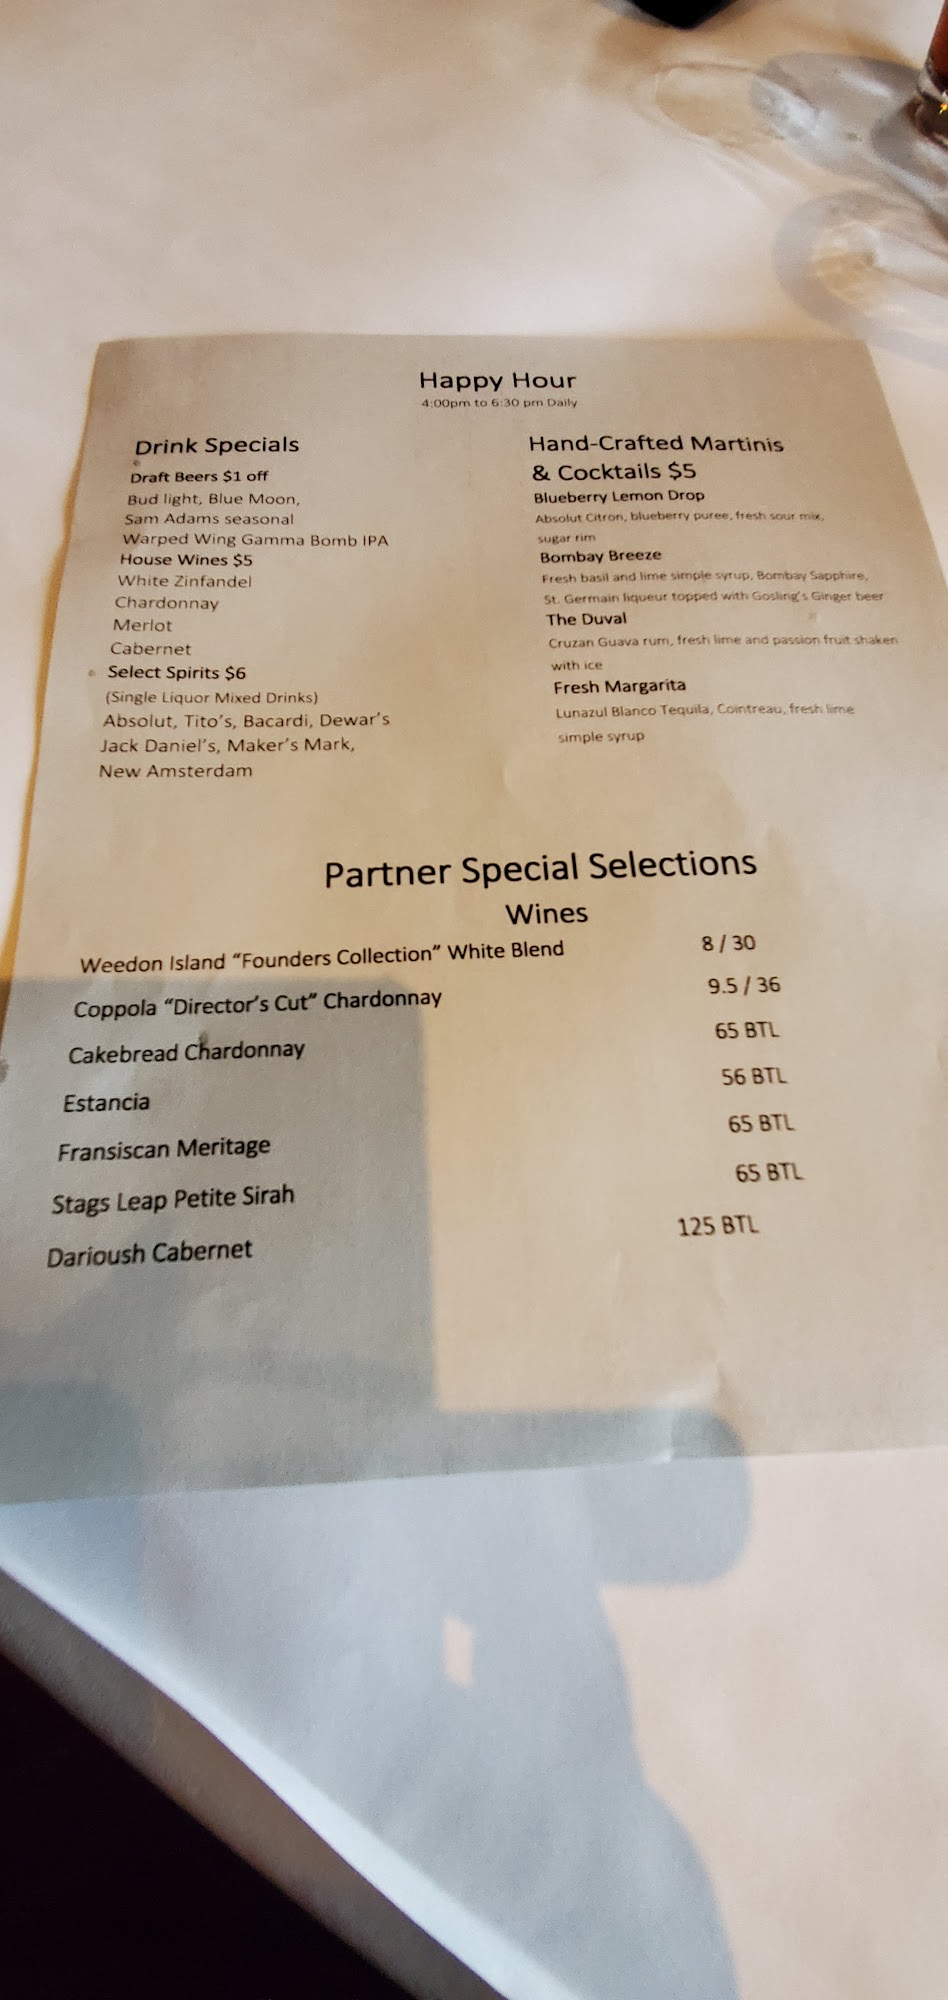 Happy Hour
4:00pm to 6:30 pm Daily
Drink Specials
Draft Beers $1 off
Bud light, Blue Moon,
Sam Adams seasonal
Warped Wing Gamma Bomb IPA
House Wines $5
White Zinfandel
Chardonnay
Merlot
Cabernet
Select Spirits $6
(Single Liquor Mixed Drinks)
Absolut, Tito's, Bacardi, Dewar's
Jack Daniel's, Maker's Mark,
New Amsterdam
Hand-Crafted Martinis
& Cocktails $5
Blueberry Lemon Drop
Absolut Citron, blueberry puree, fresh sour mix,
sugar rim
Bombay Breeze
Fresh basil and lime simple syrup, Bombay Sapphire,
St. Germain liqueur topped with Gosling's Ginger beer
The Duval
Cruzan Guava rum, fresh lime and passion fruit shaken
with ice
Fresh Margarita
Lunazul Blanco Tequila, Cointreau, fresh lime
simple syrup
Partner Special Selections
Wines
Weedon Island "Founders Collection" White Blend 8 / 30
Coppola "Director's Cut" Chardonnay 9.5 / 36
Cakebread Chardonnay 65 BTL
Estancia 56 BTL
Fransiscan Meritage 65 BTL
Stags Leap Petite Sirah 65 BTL
Darioush Cabernet 125 BTL